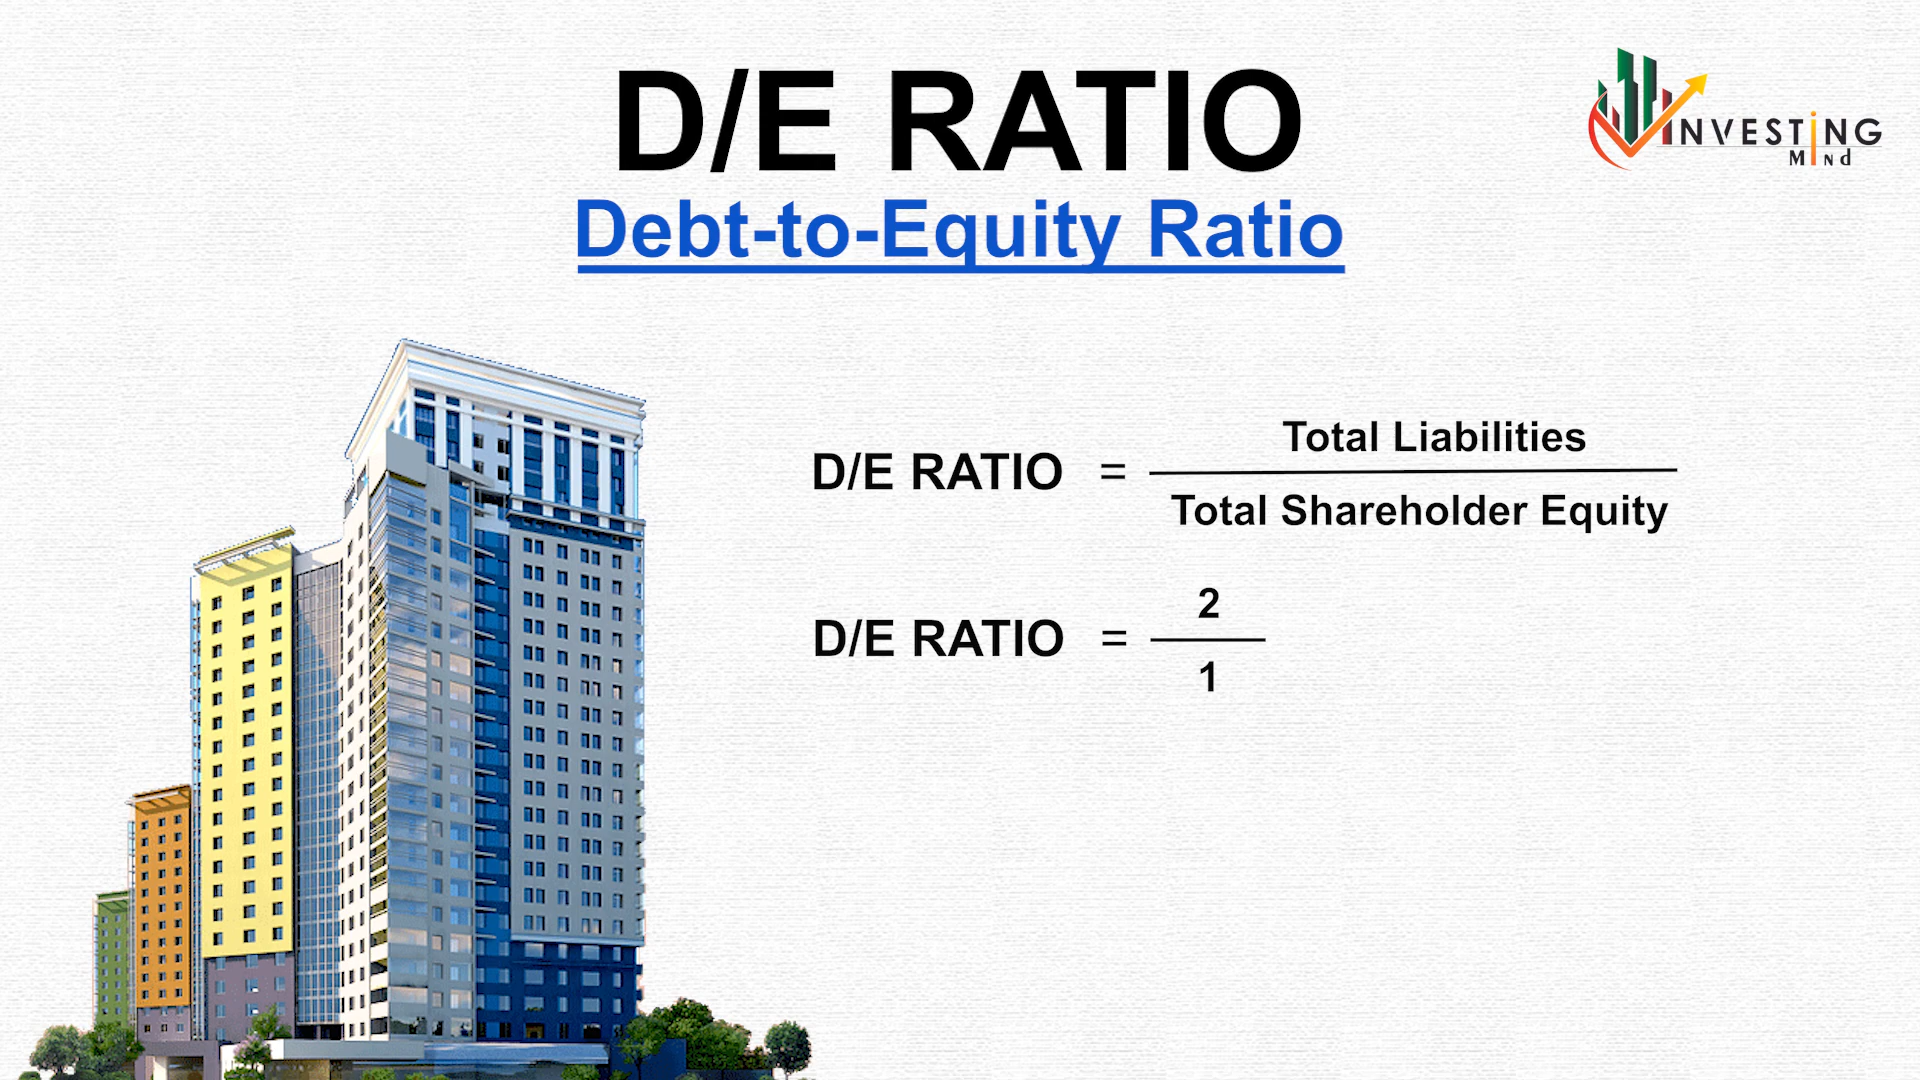 D/E RATIO
Debt-to-Equity Ratio
INVESTiNG
MiNd
D/E RATIO = Total Liabilities
Total Shareholder Equity
D/E RATIO = 2
1